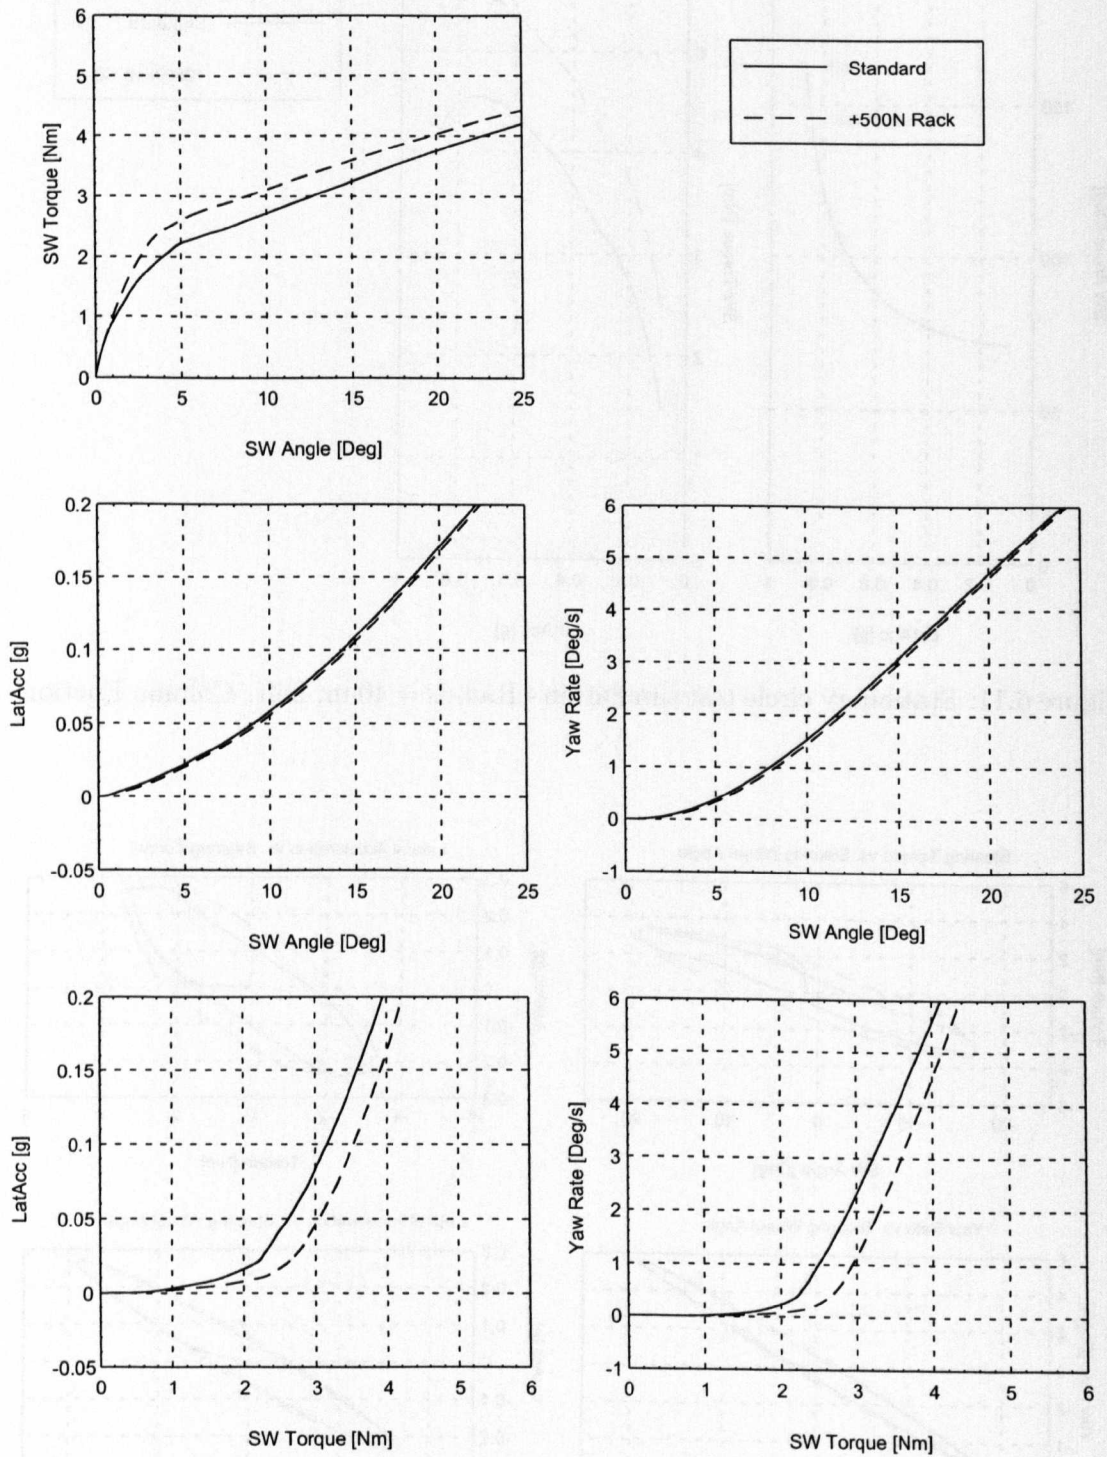 6
5
4
3
2
1
0
SW Torque [Nm]
0 5 10 15 20 25
SW Angle [Deg]
Standard
+500N Rack
0.2
0.15
0.1
0.05
0
-0.05
LatAcc [g]
0 5 10 15 20 25
SW Angle [Deg]
6
5
4
3
2
1
0
-1
Yaw Rate [Deg/s]
0 5 10 15 20 25
SW Angle [Deg]
0.2
0.15
0.1
0.05
0
-0.05
LatAcc [g]
0 1 2 3 4 5 6
SW Torque [Nm]
6
5
4
3
2
1
0
-1
Yaw Rate [Deg/s]
0 1 2 3 4 5 6
SW Torque [Nm]